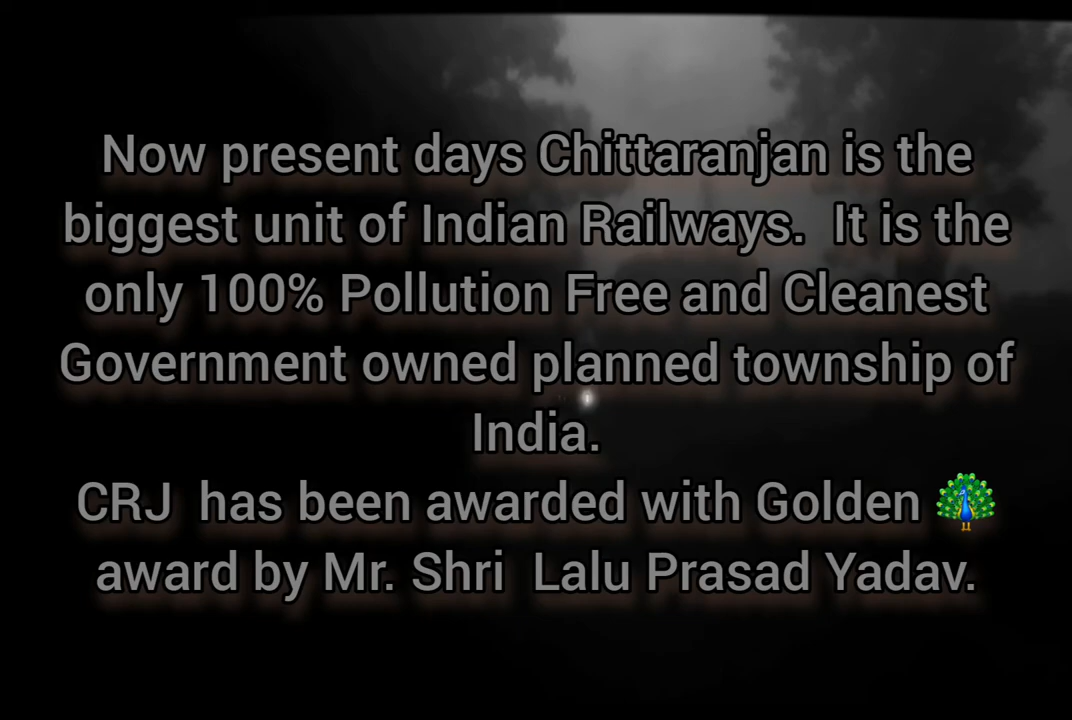 Now present days Chittaranjan is the
biggest unit of Indian Railways.  It is the
only 100% Pollution Free and Cleanest
Government owned planned township of
India.
CRJ  has been awarded with Golden 🦚
award by Mr. Shri  Lalu Prasad Yadav.